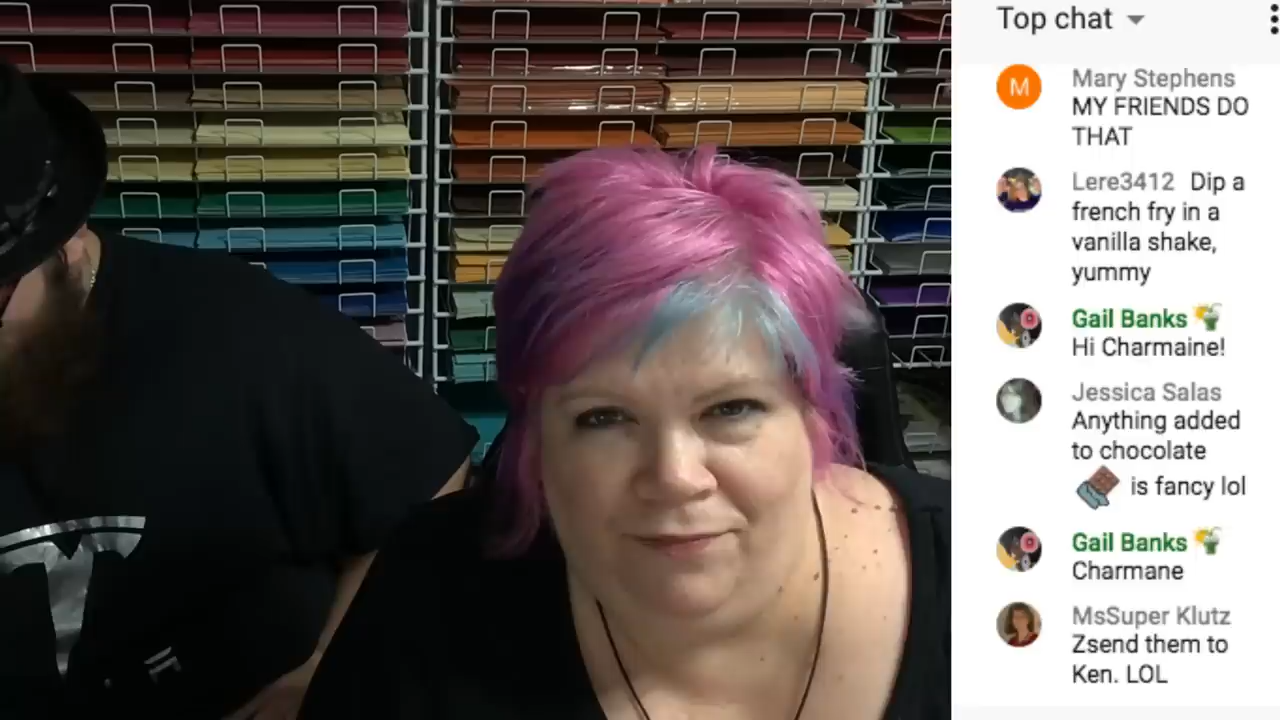 Top chat
Mary Stephens
MY FRIENDS DO
THAT
Lere3412 Dip a
french fry in a
vanilla shake,
yummy
Gail Banks
Hi Charmaine!
Jessica Salas
Anything added
to chocolate
is fancy lol
Gail Banks
Charmane
MsSuper Klutz
Zsend them to
Ken. LOL